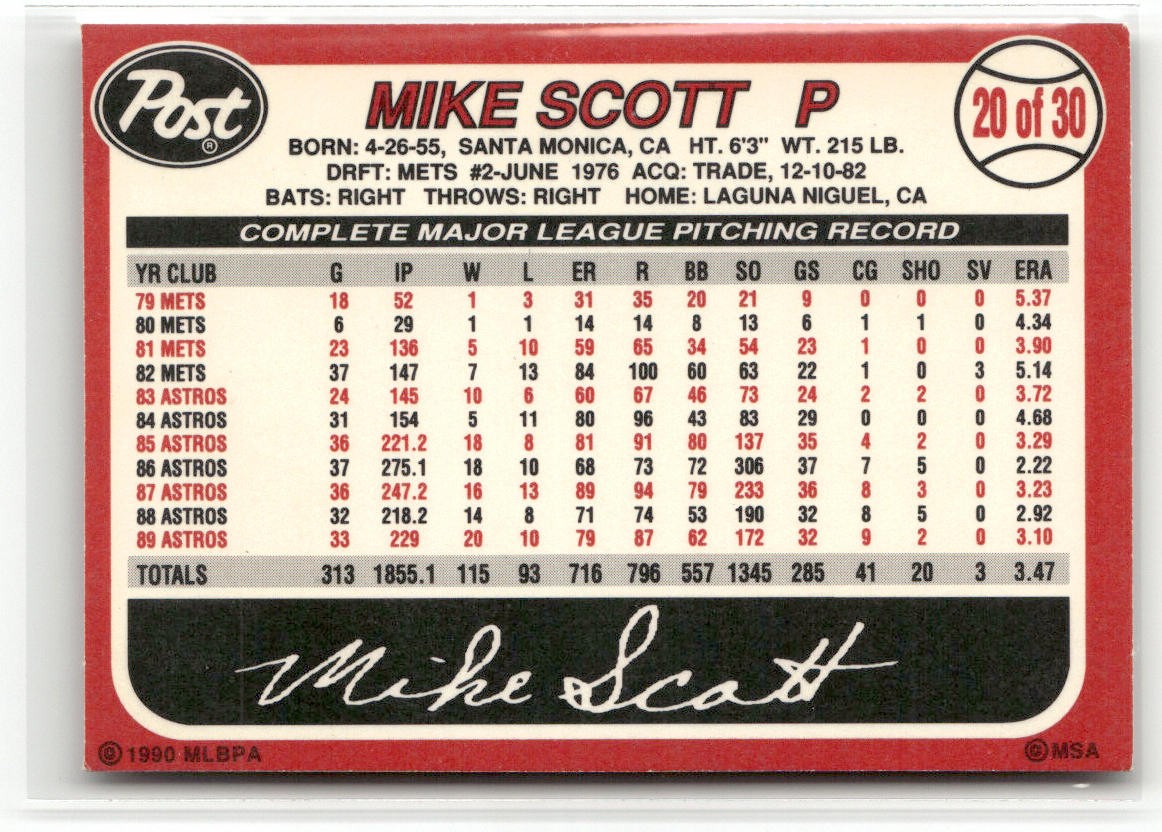 Post ®
MIKE SCOTT P
20 of 30
BORN: 4-26-55, SANTA MONICA, CA HT. 6'3" WT. 215 LB.
DRFT: METS #2-JUNE 1976 ACQ: TRADE, 12-10-82
BATS: RIGHT THROWS: RIGHT HOME: LAGUNA NIGUEL, CA
COMPLETE MAJOR LEAGUE PITCHING RECORD
YR CLUB G IP W L ER R BB SO GS CG SHO SV ERA
79 METS 18 52 1 3 31 35 20 21 9 0 0 0 5.37
80 METS 6 29 1 1 14 14 8 13 6 1 1 0 4.34
81 METS 23 136 5 10 59 65 34 54 23 1 0 0 3.90
82 METS 37 147 7 13 84 100 60 63 22 1 0 3 5.14
83 ASTROS 24 145 10 6 60 67 46 73 24 2 2 0 3.72
84 ASTROS 31 154 5 11 80 96 43 83 29 0 0 0 4.68
85 ASTROS 36 221.2 18 8 81 91 80 137 35 4 2 0 3.29
86 ASTROS 37 275.1 18 10 68 73 72 306 37 7 5 0 2.22
87 ASTROS 36 247.2 16 13 89 94 79 233 36 8 3 0 3.23
88 ASTROS 32 218.2 14 8 71 74 53 190 32 8 5 0 2.92
89 ASTROS 33 229 20 10 79 87 62 172 32 9 2 0 3.10
TOTALS 313 1855.1 115 93 716 796 557 1345 285 41 20 3 3.47
Mike Scott
© 1990 MLBPA
© MSA